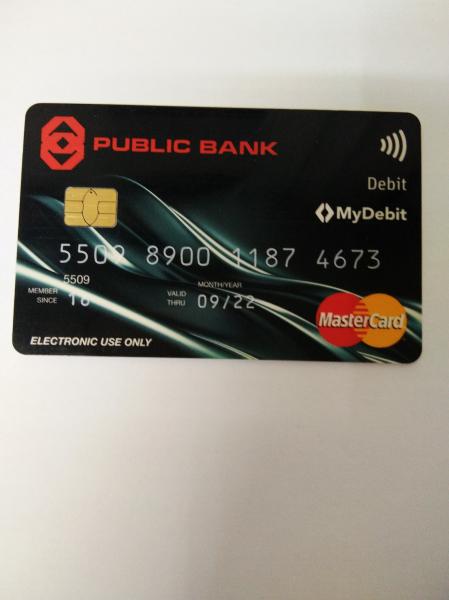 PUBLIC BANK
Debit
MyDebit
5509 8900 1187 4673
5509
MONTH/YEAR
MEMBER SINCE 16 VALID THRU 09/22
MasterCard
ELECTRONIC USE ONLY